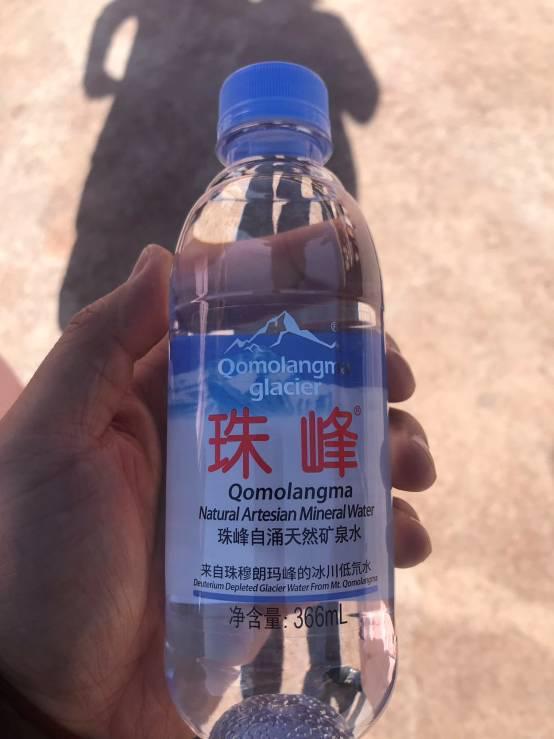 ®
Qomolangma
glacier
珠峰®
Qomolangma
Natural Artesian Mineral Water
珠峰自涌天然矿泉水
来自珠穆朗玛峰的冰川低氘水
Deuterium Depleted Glacier Water From Mt. Qomolangma
净含量: 366mL